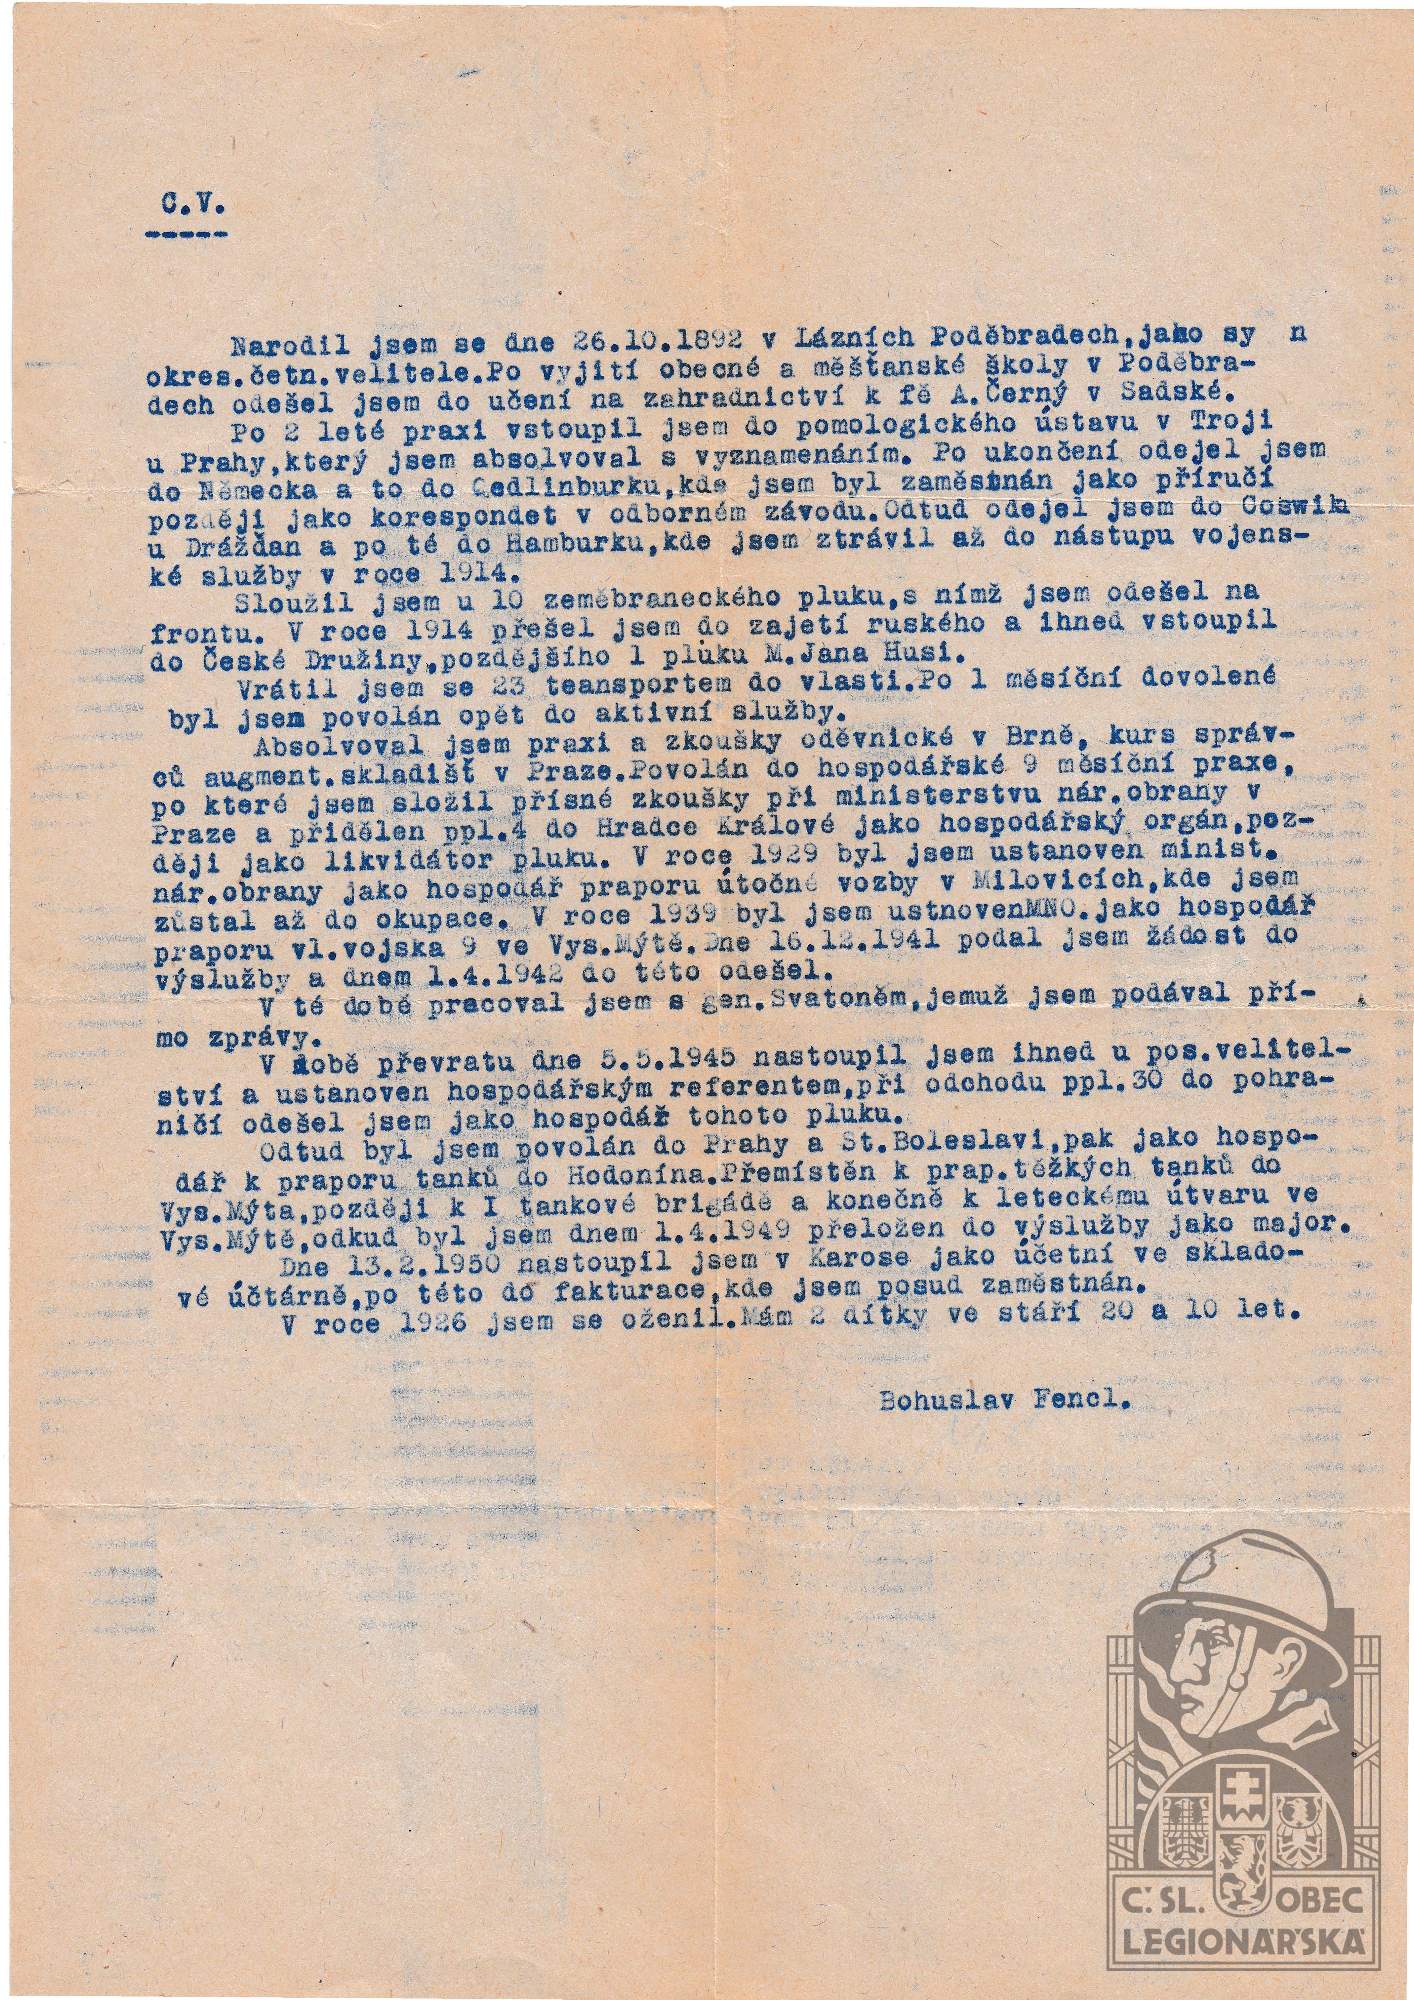 C.V.
-----
Narodil jsem se dne 26.10.1892 v Lázních Poděbradech,jako sy n
okres.četn.velitele.Po vyjití obecné a měšťanské školy v Poděbra-
dech odešel jsem do učení na zahradnictví k fě A.Černý v Sadské.
Po 2 leté praxi vstoupil jsem do pomologického ústavu v Troji
u Prahy,který jsem absolvoval s vyznamenáním. Po ukončení odejel jsem
do Německa a to do Qedlinburku,kde jsem byl zaměstnán jako příručí
později jako korespondet v odborném závodu.Odtud odejel jsem do Coswiku
u Drážďan a po té do Hamburku,kde jsem ztrávil až do nástupu vojens-
ké služby v roce 1914.
Sloužil jsem u 10 zeměbraneckého pluku,s nímž jsem odešel na
frontu. V roce 1914 přešel jsem do zajetí ruského a ihned vstoupil
do České Družiny,pozdějšího 1 pluku M.Jana Husi.
Vrátil jsem se 23 teansportem do vlasti.Po 1 měsíční dovolené
byl jsem povolán opět do aktivní služby.
Absolvoval jsem praxi a zkoušky oděvnické v Brně, kurs správ-
ců augment.skladišť v Praze.Povolán do hospodářské 9 měsíční praxe,
po které jsem složil přísné zkoušky při ministerstvu nár.obrany v
Praze a přidělen ppl.4 do Hradce Králové jako hospodářský orgán,poz-
ději jako likvidátor pluku. V roce 1929 byl jsem ustanoven minist.
nár.obrany jako hospodář praporu útočné vozby v Milovicích,kde jsem
zůstal až do okupace. V roce 1939 byl jsem ustnovenMNO.jako hospodář
praporu vl.vojska 9 ve Vys.Mýtě.Dne 16.12.1941 podal jsem žádost do
výslužby a dnem 1.4.1942 do této odešel.
V té době pracoval jsem s gen.Svatoněm,jemuž jsem podával pří-
mo zprávy.
V době převratu dne 5.5.1945 nastoupil jsem ihned u pos.velitel-
ství a ustanoven hospodářským referentem,při odchodu ppl.30 do pohra-
ničí odešel jsem jako hospodář tohoto pluku.
Odtud byl jsem povolán do Prahy a St.Boleslavi,pak jako hospo-
dář k praporu tanků do Hodonína.Přemístěn k prap.těžkých tanků do
Vys.Mýta,později k I tankové brigádě a konečně k leteckému útvaru ve
Vys.Mýtě,odkud byl jsem dnem 1.4.1949 přeložen do výslužby jako major.
Dne 13.2.1950 nastoupil jsem v Karose jako účetní ve sklado-
vé účtárně,po této do fakturace,kde jsem posud zaměstnán.
V roce 1926 jsem se oženil.Mám 2 dítky ve stáří 20 a 10 let.
Bohuslav Fencl.
Č.SL. OBEC
LEGIONÁŘSKÁ